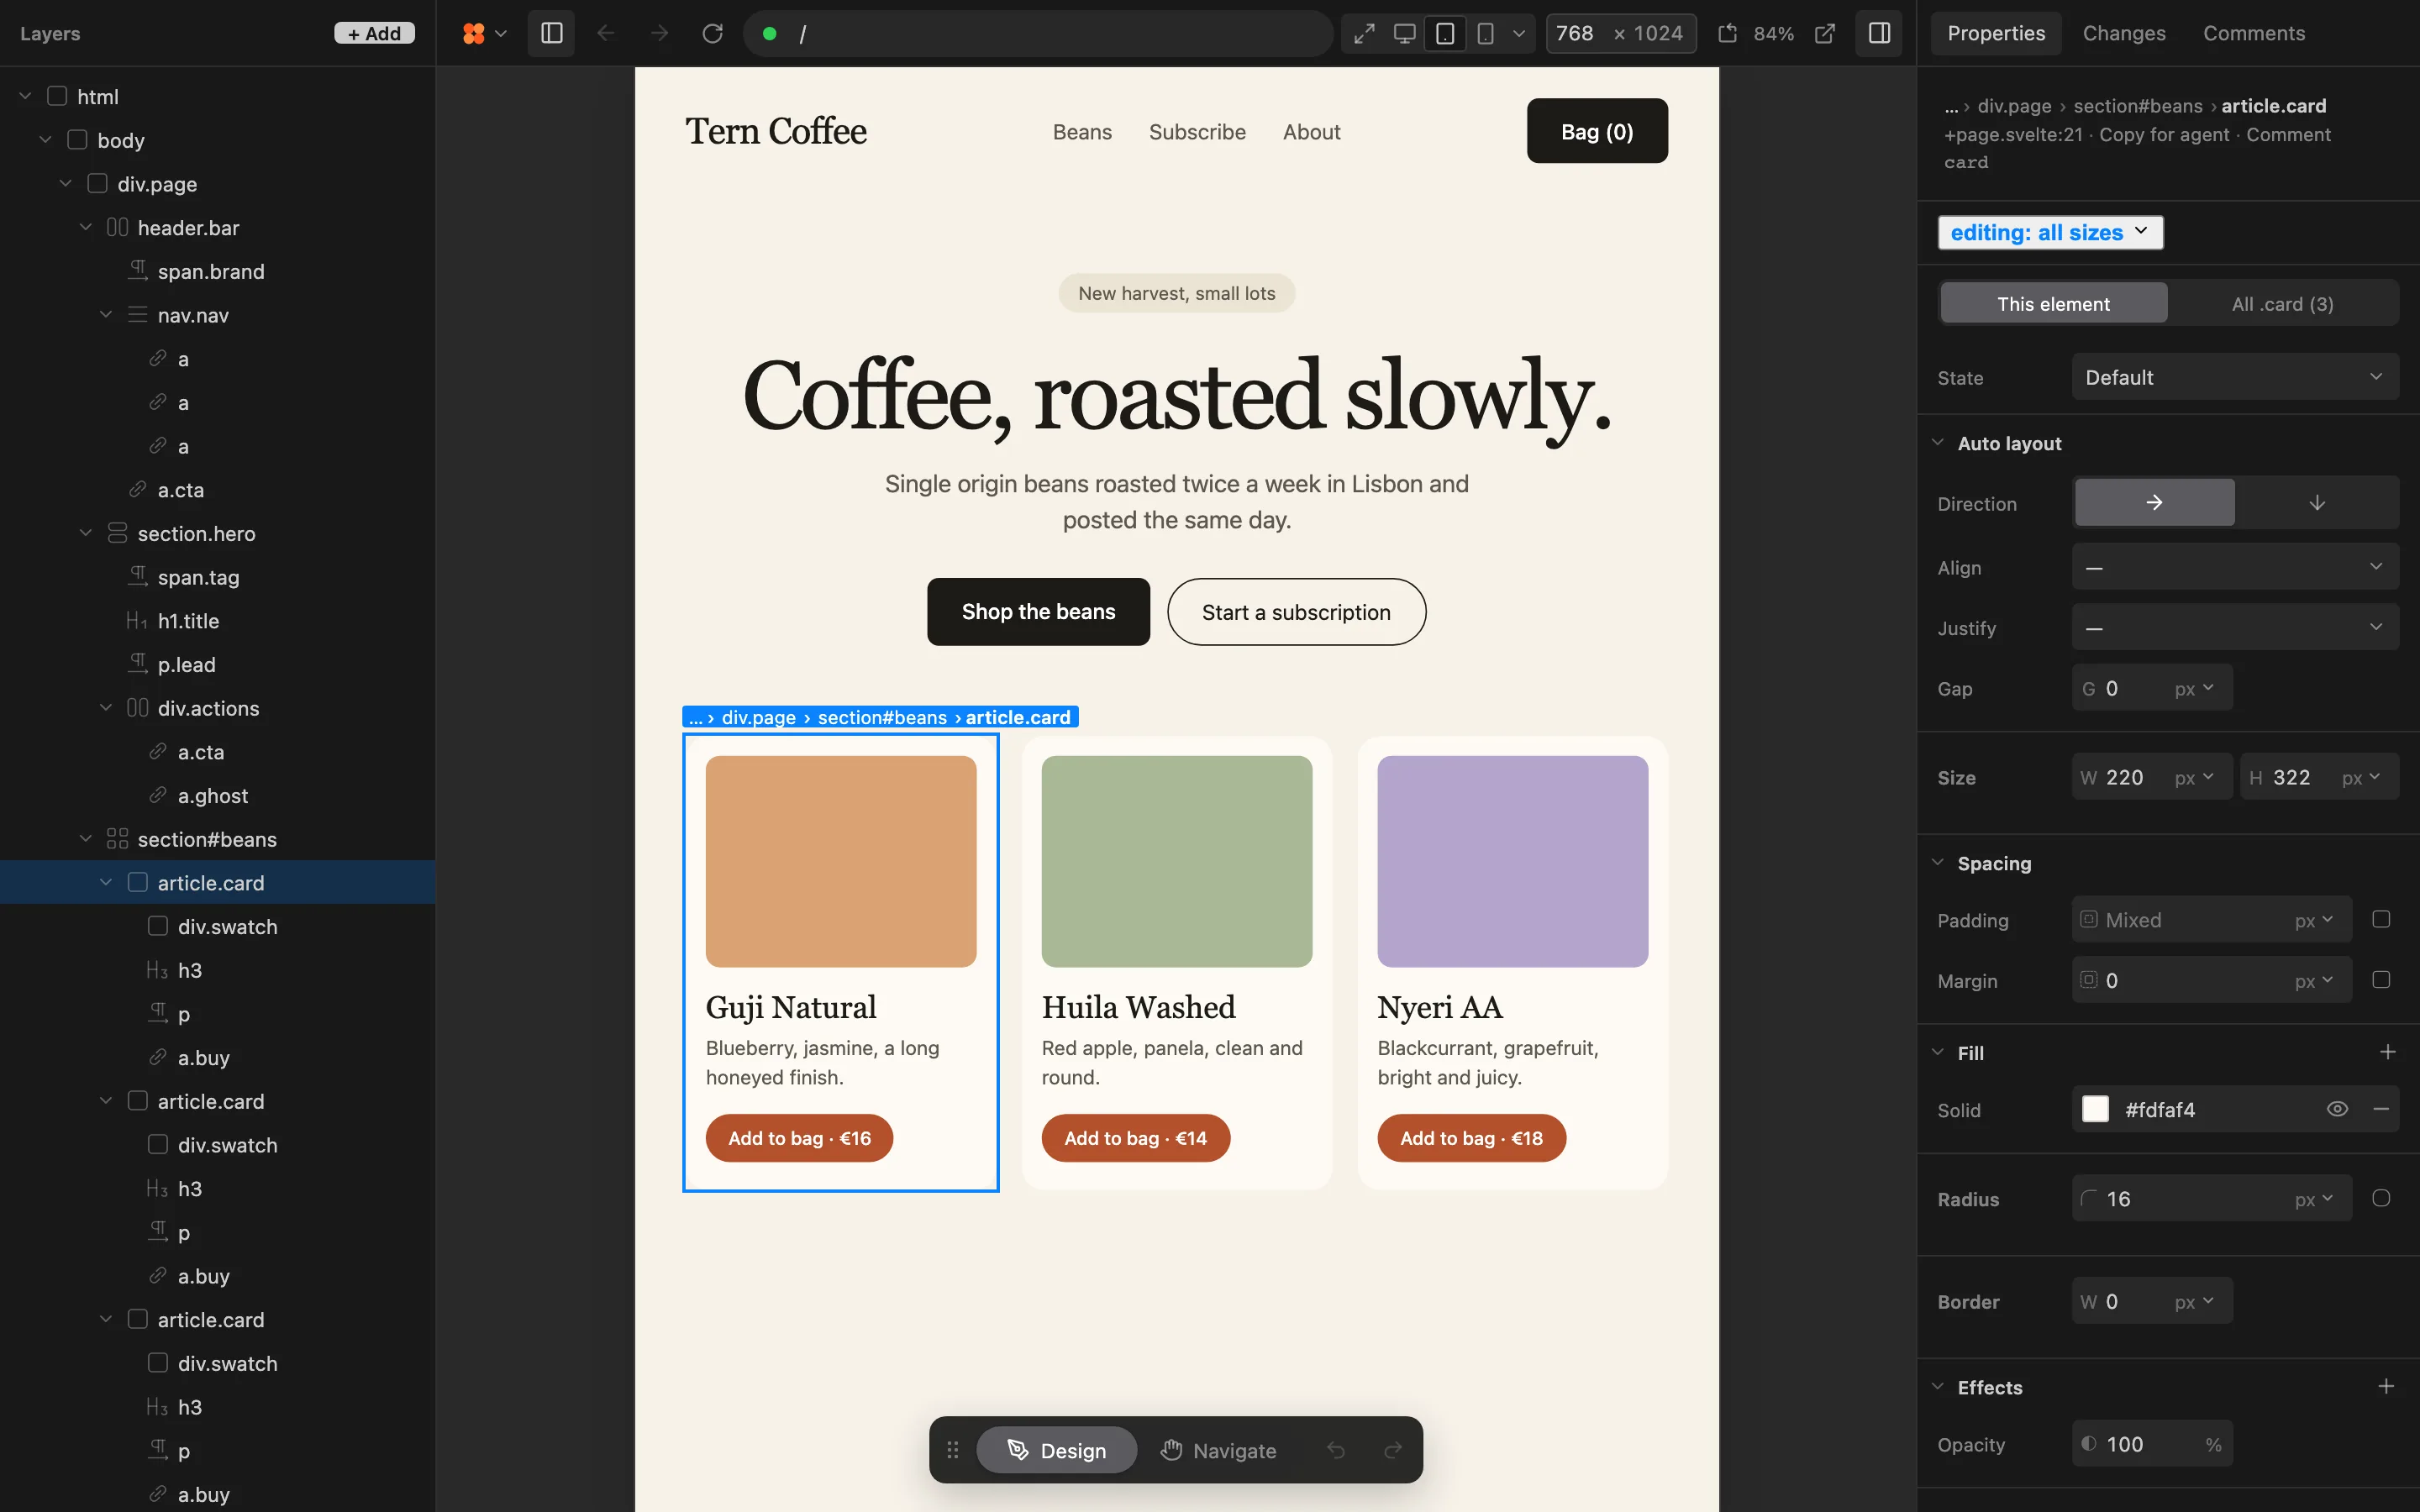 Layers
+ Add
/
768 × 1024
84%
Properties
Changes
Comments
html
body
div.page
header.bar
span.brand
nav.nav
a
a
a
a.cta
section.hero
span.tag
H1 h1.title
p.lead
div.actions
a.cta
a.ghost
section#beans
article.card
div.swatch
H3 h3
p
a.buy
article.card
div.swatch
H3 h3
p
a.buy
article.card
div.swatch
H3 h3
p
a.buy
Tern Coffee
Beans
Subscribe
About
Bag (0)
New harvest, small lots
Coffee, roasted slowly.
Single origin beans roasted twice a week in Lisbon and
posted the same day.
Shop the beans
Start a subscription
... › div.page › section#beans › article.card
Guji Natural
Blueberry, jasmine, a long
honeyed finish.
Add to bag · €16
Huila Washed
Red apple, panela, clean and
round.
Add to bag · €14
Nyeri AA
Blackcurrant, grapefruit,
bright and juicy.
Add to bag · €18
Design
Navigate
... › div.page › section#beans › article.card
+page.svelte:21 · Copy for agent · Comment
card
editing: all sizes
This element
All .card (3)
State
Default
Auto layout
Direction
Align
—
Justify
—
Gap
G 0 px
Size
W 220 px
H 322 px
Spacing
Padding
Mixed px
Margin
0 px
Fill
Solid
#fdfaf4
Radius
16 px
Border
W 0 px
Effects
Opacity
100 %